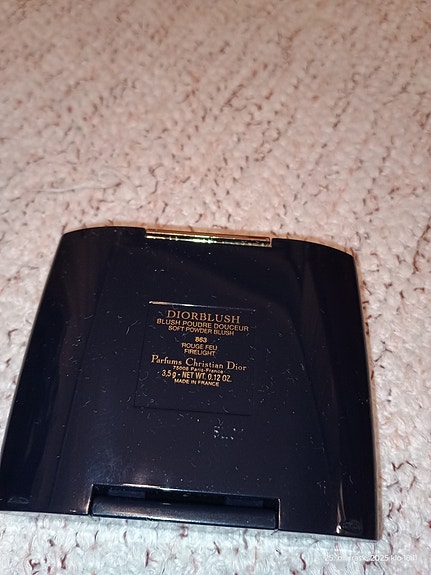 DIORBLUSH
BLUSH POUDRE DOUCEUR
SOFT POWDER BLUSH
863
ROUGE FEU
FIRELIGHT
Parfums Christian Dior
75008 Paris-France
3,5 g - NET WT. 0.12 OZ.
MADE IN FRANCE